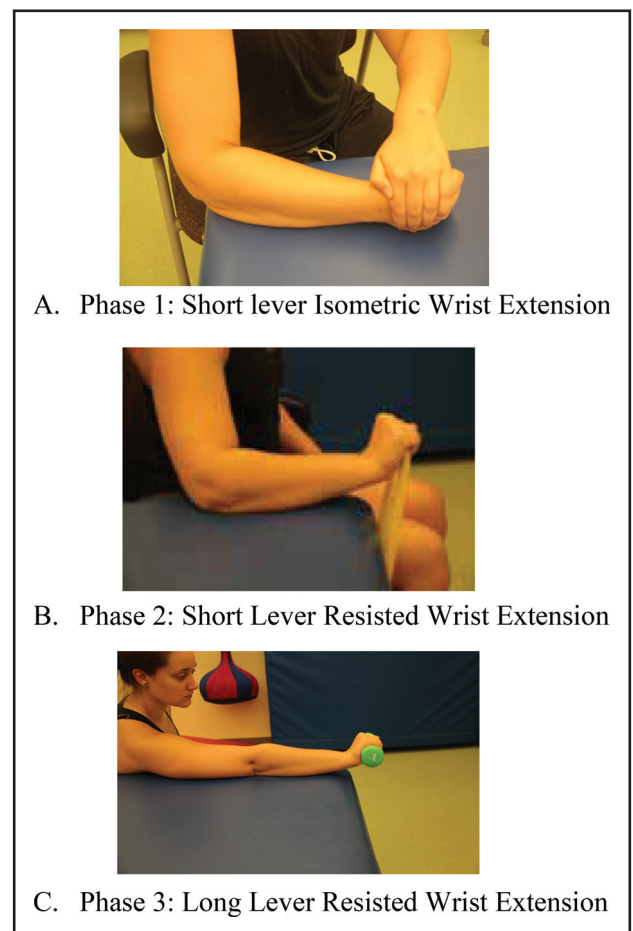 A. Phase 1: Short lever Isometric Wrist Extension
B. Phase 2: Short Lever Resisted Wrist Extension
C. Phase 3: Long Lever Resisted Wrist Extension